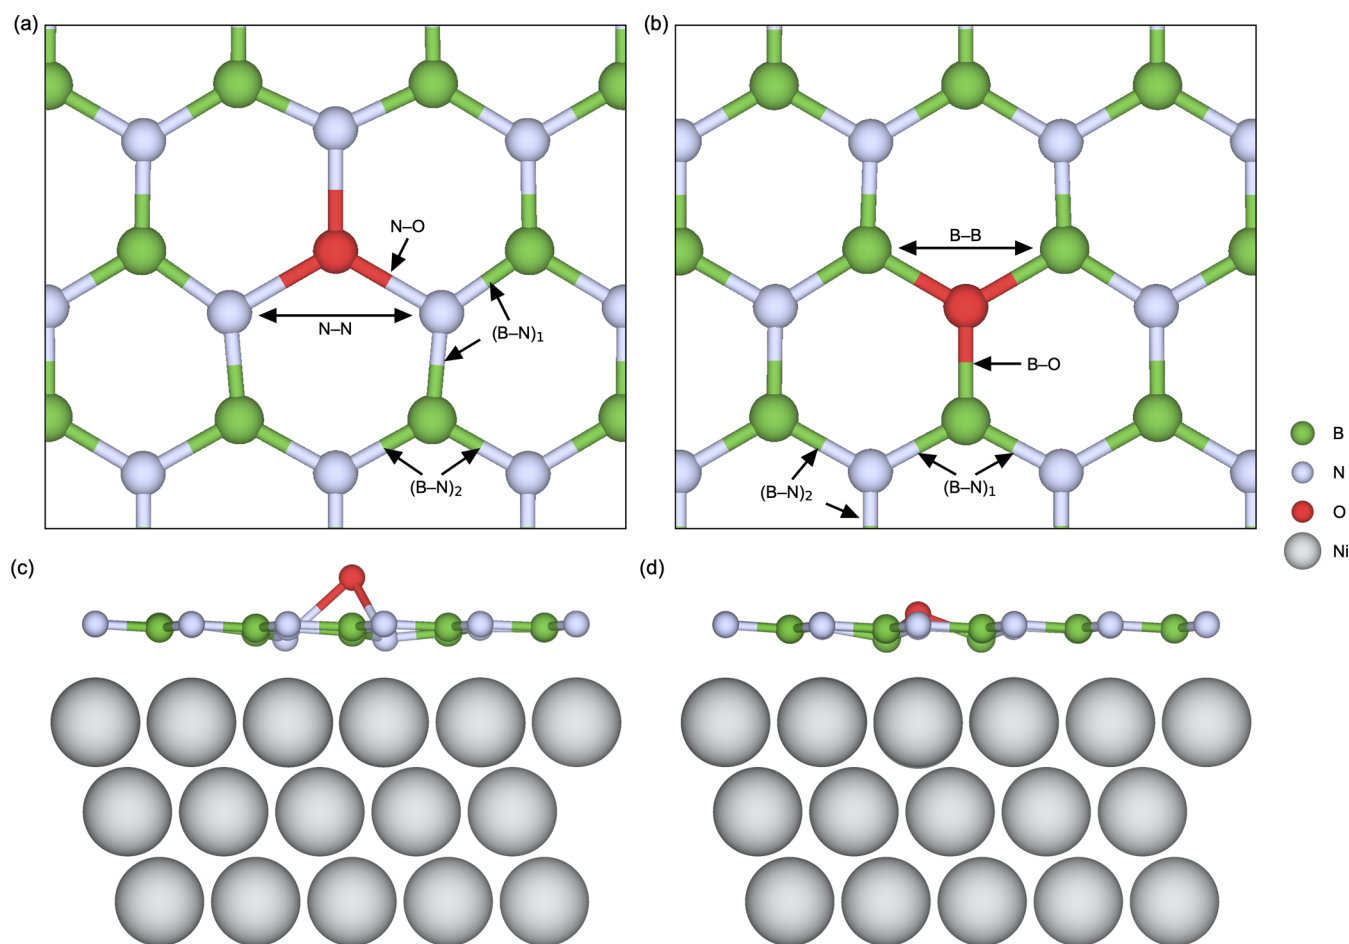 (a)
(b)
N–O
N–N
(B–N)₁
(B–N)₂
B–B
B–O
(B–N)₂
(B–N)₁
B
N
O
Ni
(c)
(d)